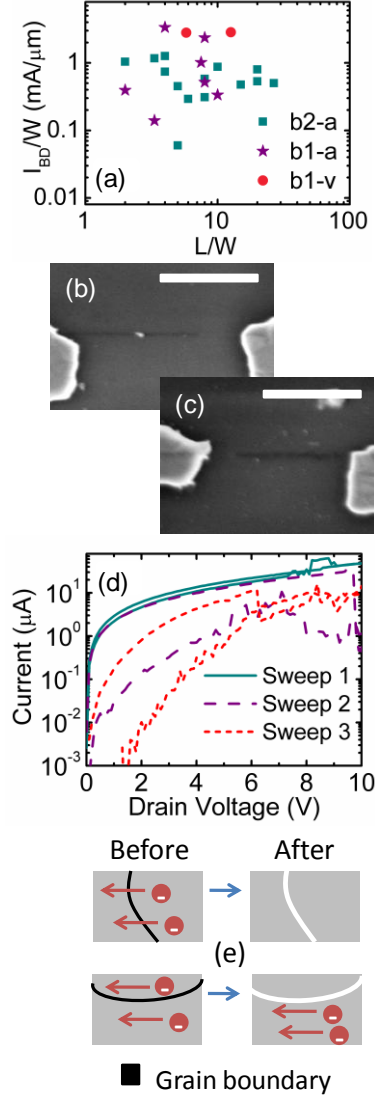 (a)
I_BD/W (mA/μm)
1
0.1
0.01
b2-a
b1-a
b1-v
1
10
100
L/W
(b)
(c)
(d)
Current (μA)
10^1
10^0
10^-1
10^-2
10^-3
Sweep 1
Sweep 2
Sweep 3
0
2
4
6
8
10
Drain Voltage (V)
Before
After
(e)
Grain boundary